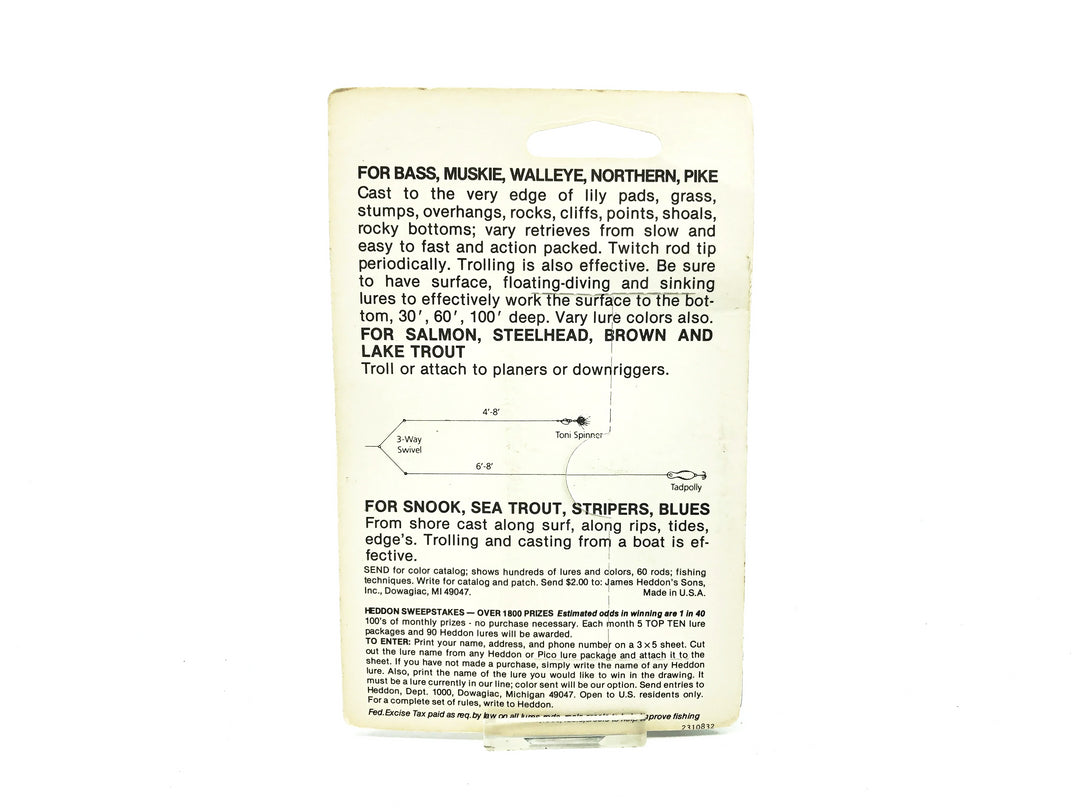 FOR BASS, MUSKIE, WALLEYE, NORTHERN, PIKE
Cast to the very edge of lily pads, grass,
stumps, overhangs, rocks, cliffs, points, shoals,
rocky bottoms; vary retrieves from slow and
easy to fast and action packed. Twitch rod tip
periodically. Trolling is also effective. Be sure
to have surface, floating-diving and sinking
lures to effectively work the surface to the bot-
tom, 30', 60', 100' deep. Vary lure colors also.
FOR SALMON, STEELHEAD, BROWN AND
LAKE TROUT
Troll or attach to planers or downriggers.
4'-8'
Toni Spinner
3-Way
Swivel
6'-8'
Tadpolly
FOR SNOOK, SEA TROUT, STRIPERS, BLUES
From shore cast along surf, along rips, tides,
edge's. Trolling and casting from a boat is ef-
fective.
SEND for color catalog; shows hundreds of lures and colors, 60 rods; fishing
techniques. Write for catalog and patch. Send $2.00 to: James Heddon's Sons,
Inc., Dowagiac, MI 49047. Made in U.S.A.
HEDDON SWEEPSTAKES — OVER 1800 PRIZES Estimated odds in winning are 1 in 40
100's of monthly prizes - no purchase necessary. Each month 5 TOP TEN lure
packages and 90 Heddon lures will be awarded.
TO ENTER: Print your name, address, and phone number on a 3 x 5 sheet. Cut
out the lure name from any Heddon or Pico lure package and attach it to the
sheet. If you have not made a purchase, simply write the name of any Heddon
lure. Also, print the name of the lure you would like to win in the drawing. It
must be a lure currently in our line; color sent will be our option. Send entries to
Heddon, Dept. 1000, Dowagiac, Michigan 49047. Open to U.S. residents only.
For a complete set of rules, write to Heddon.
Fed. Excise Tax paid as req. by law on all improve fishing
2310832